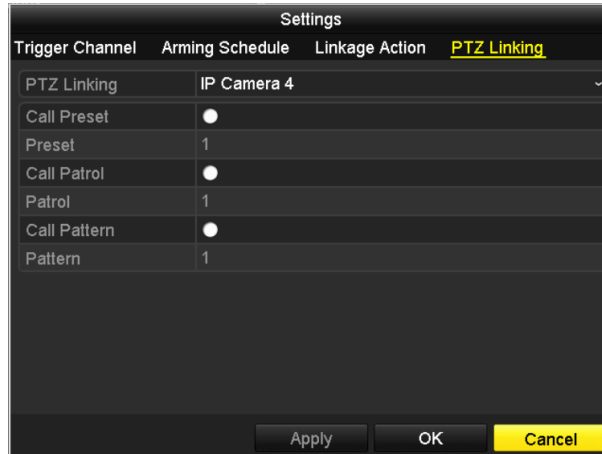 Settings
Trigger Channel Arming Schedule Linkage Action PTZ Linking
PTZ Linking IP Camera 4
Call Preset
Preset 1
Call Patrol
Patrol 1
Call Pattern
Pattern 1
Apply OK Cancel